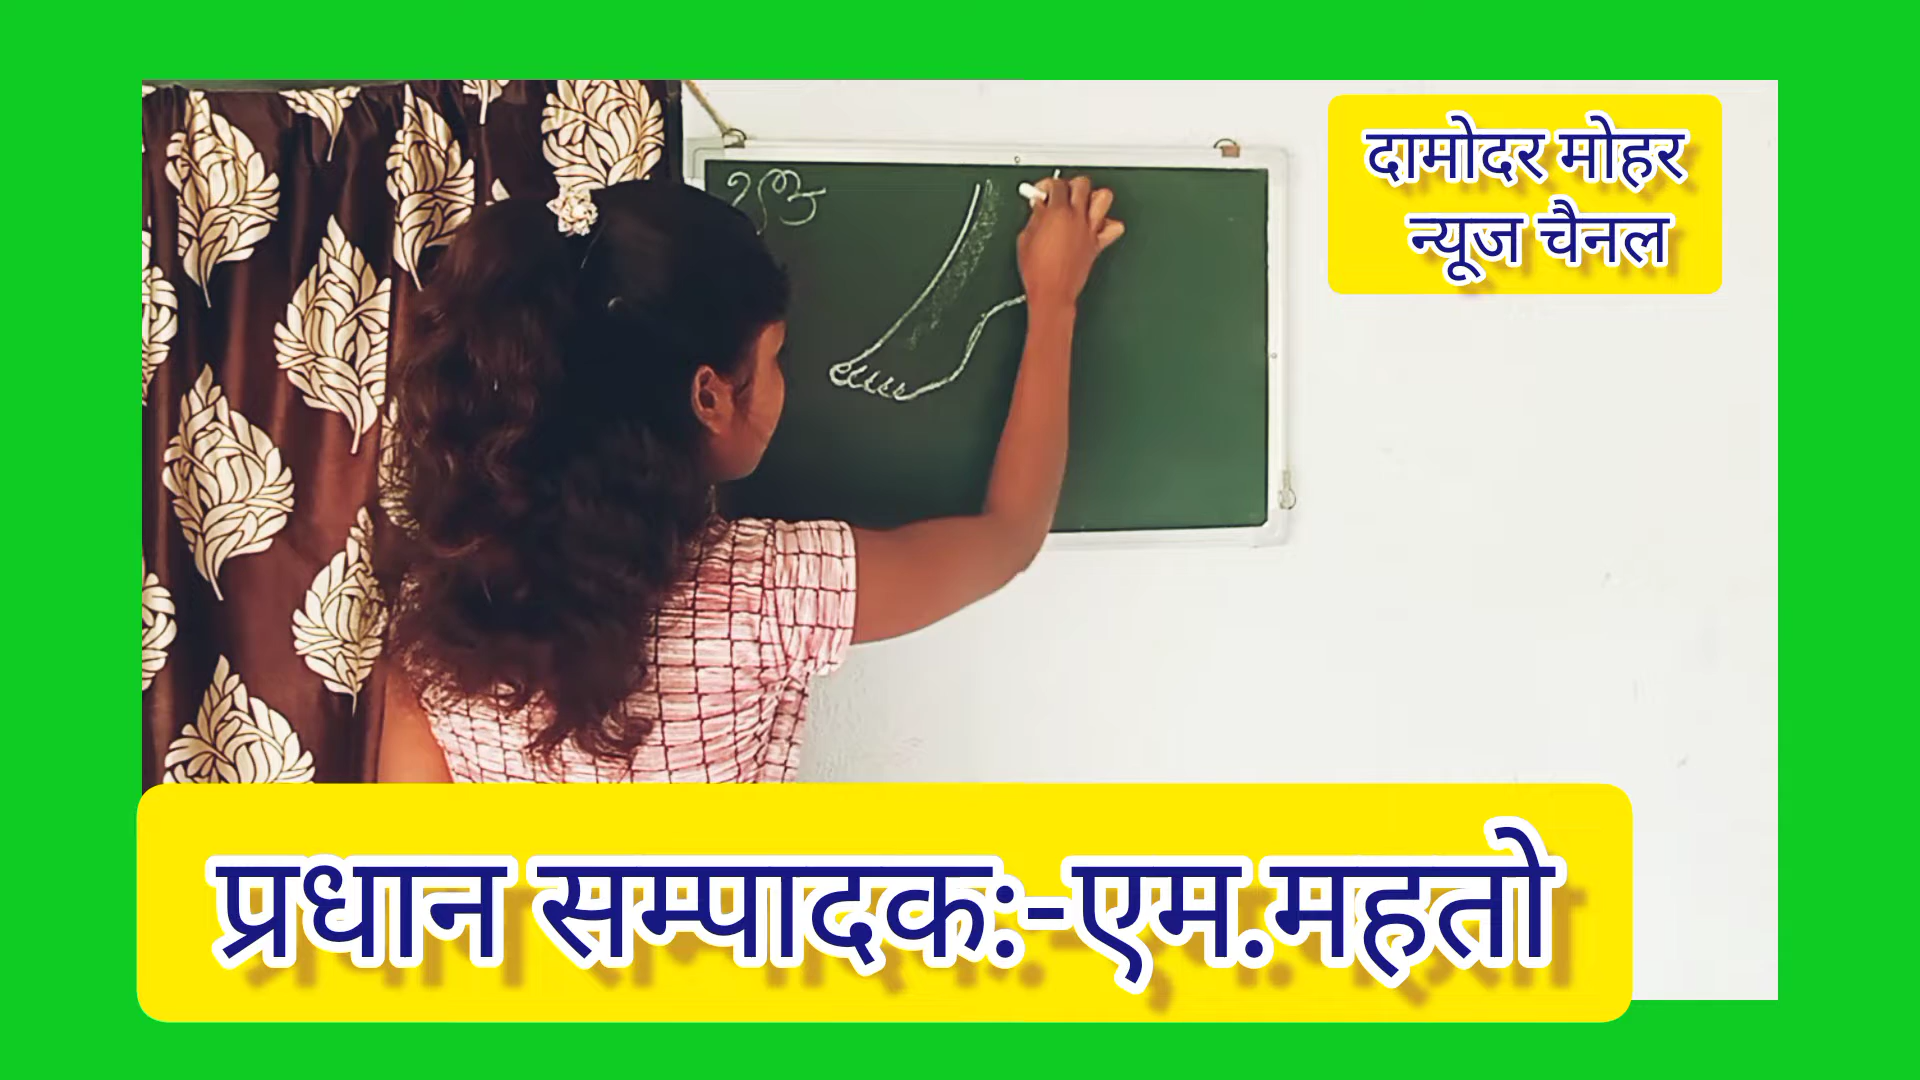 दामोदर मोहर
न्यूज चैनल
प्रधान सम्पादक:-एम.महतो